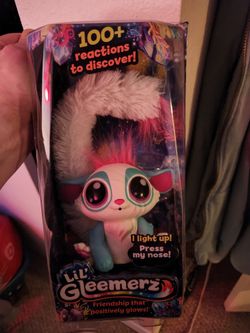 100+
reactions
to discover!
I light up!
Press
my nose!
Lil'
Gleemerz
Friendship that
positively glows!